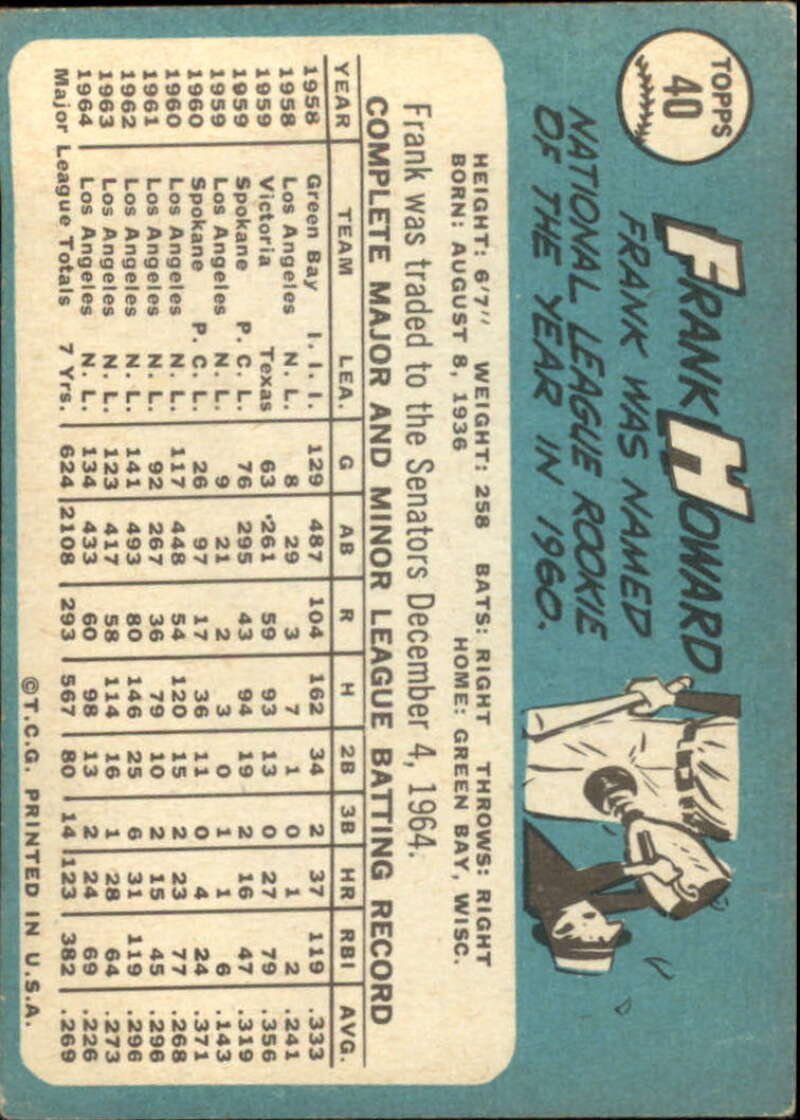 TOPPS
40
FRANK HOWARD
FRANK WAS NAMED
NATIONAL LEAGUE ROOKIE
OF THE YEAR IN 1960.
HEIGHT: 6'7" WEIGHT: 258 BATS: RIGHT THROWS: RIGHT
BORN: AUGUST 8, 1936 HOME: GREEN BAY, WISC.
Frank was traded to the Senators December 4, 1964.
COMPLETE MAJOR AND MINOR LEAGUE BATTING RECORD
YEAR TEAM LEA. G AB R H 2B 3B HR RBI AVG.
1958 Green Bay I. I. I. 129 487 104 162 34 2 37 119 .333
1958 Los Angeles N. L. 8 29 3 7 1 0 1 2 .241
1959 Victoria Texas 63 261 59 93 13 0 27 79 .356
1959 Spokane P. C. L. 76 295 43 94 19 2 16 47 .319
1959 Los Angeles N. L. 9 21 2 3 0 1 1 6 .143
1960 Spokane P. C. L. 26 97 17 36 11 0 4 24 .371
1960 Los Angeles N. L. 117 448 54 120 15 2 23 77 .268
1961 Los Angeles N. L. 92 267 36 79 10 2 15 45 .296
1962 Los Angeles N. L. 141 493 80 146 25 6 31 119 .296
1963 Los Angeles N. L. 123 417 58 114 16 1 28 64 .273
1964 Los Angeles N. L. 134 433 60 98 13 2 24 69 .226
Major League Totals 7 Yrs. 624 2108 293 567 80 14 123 382 .269
©T.C.G. PRINTED IN U.S.A.